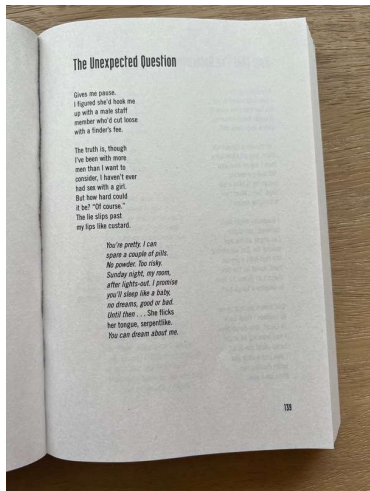 The Unexpected Question
Gives me pause.
I figured she'd hook me
up with a male staff
member who'd cut loose
with a finder's fee.
The truth is, though
I've been with more
men than I want to
consider, I haven't ever
had sex with a girl.
But how hard could
it be? "Of course."
The lie slips past
my lips like custard.
You're pretty. I can
spare a couple of pills.
No powder. Too risky.
Sunday night, my room,
after lights-out. I promise
you'll sleep like a baby,
no dreams, good or bad.
Until then . . . She flicks
her tongue, serpentlike.
You can dream about me.
139